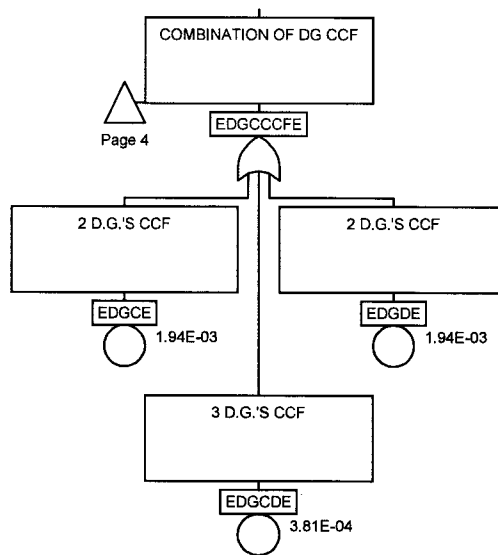 COMBINATION OF DG CCF
Page 4
EDGCCCFE
2 D.G.'S CCF
2 D.G.'S CCF
EDGCE
EDGDE
1.94E-03
1.94E-03
3 D.G.'S CCF
EDGCDE
3.81E-04